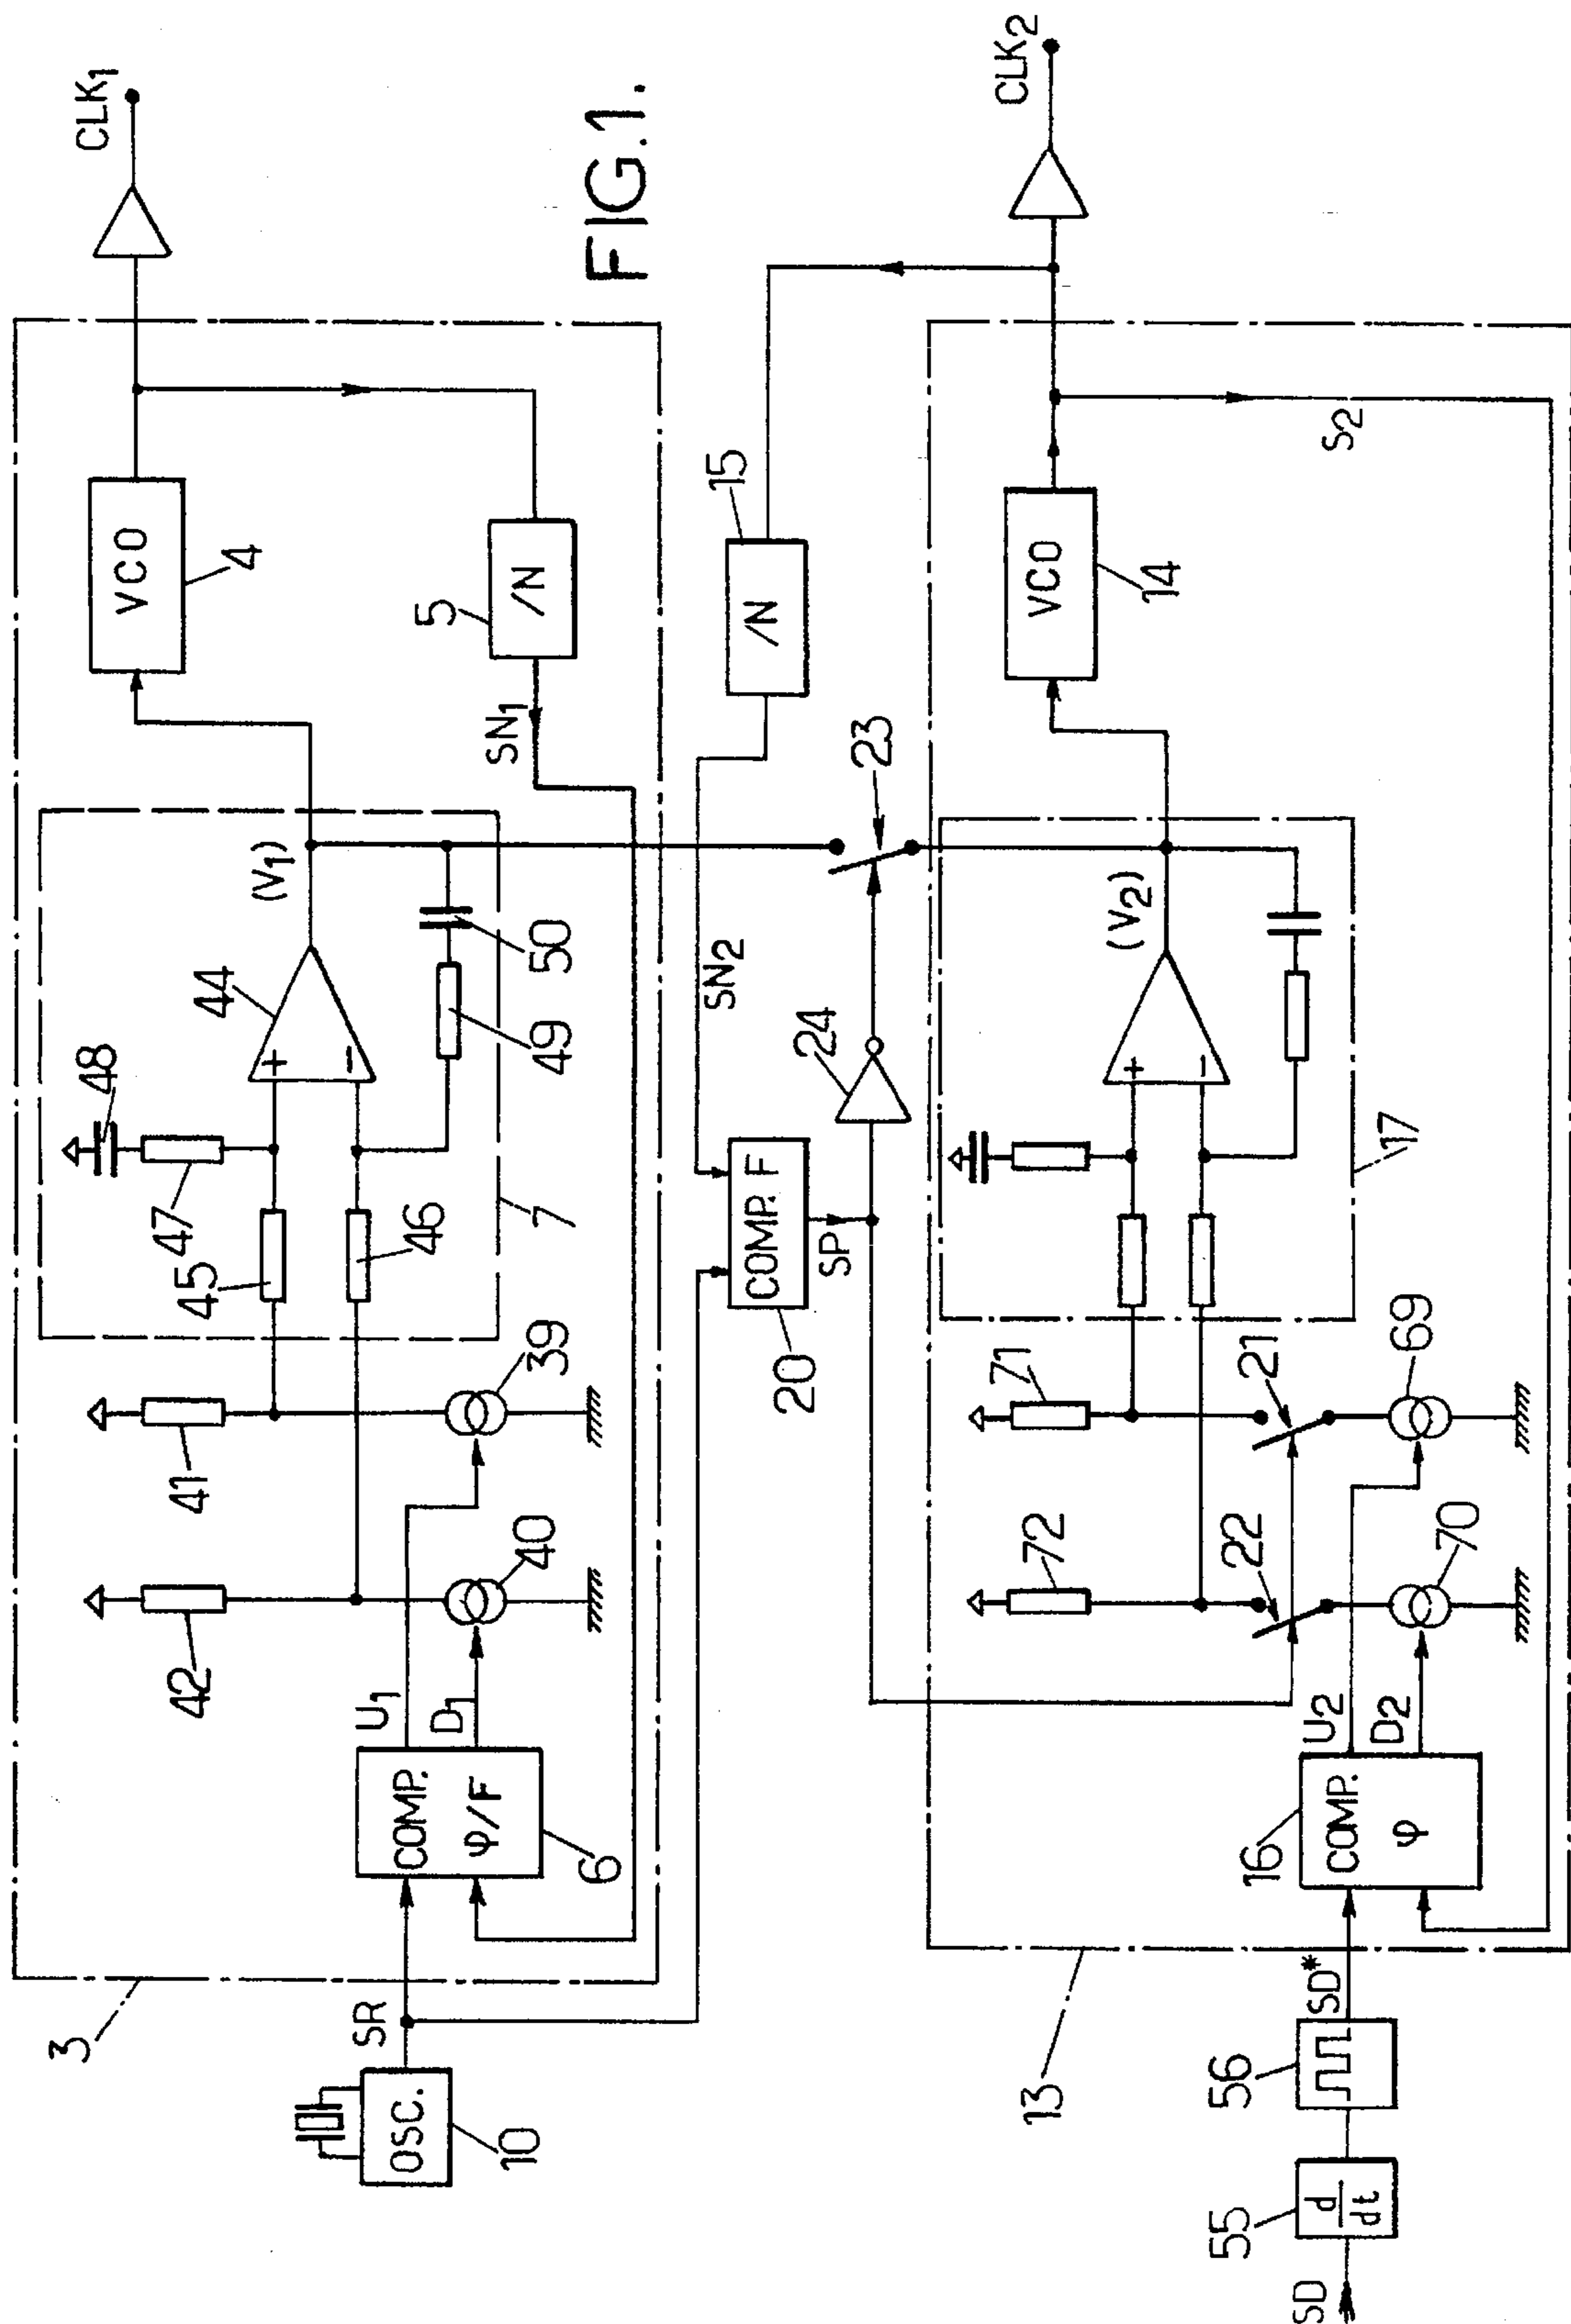 FIG.1.
3
SR
OSC.
10
COMP.
φ/F
6
U1
D1
42
41
40
39
45
46
47
48
44
49
50
7
(V1)
VCO
4
/N
5
SN1
CLK1
COMP. F
20
SP
SN2
24
23
/N
15
SD
d
dt
55
56
SD*
13
COMP.
φ
16
U2
D2
72
71
22
21
70
69
17
(V2)
VCO
14
S2
CLK2